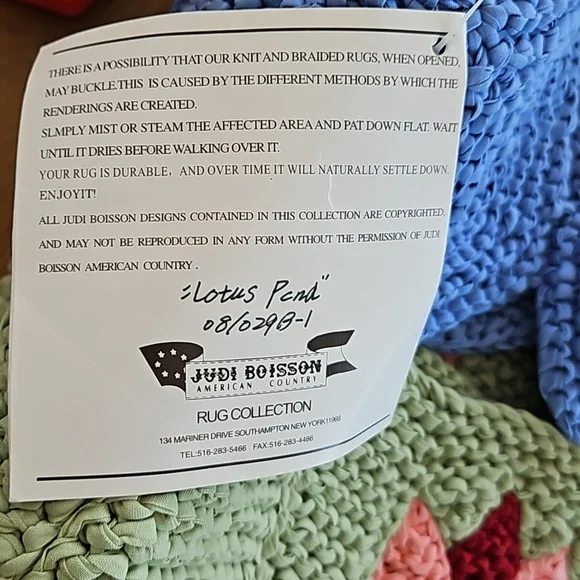 THERE IS A POSSIBILITY THAT OUR KNIT AND BRAIDED RUGS, WHEN OPENED,
MAY BUCKLE.THIS IS CAUSED BY THE DIFFERENT METHODS BY WHICH THE
RENDERINGS ARE CREATED.
SLMPLY MIST OR STEAM THE AFFECTED AREA AND PAT DOWN FLAT. WAIT
UNTIL IT DRIES BEFORE WALKING OVER IT.
YOUR RUG IS DURABLE, AND OVER TIME IT WILL NATURALLY SETTLE DOWN.
ENJOYIT!
ALL JUDI BOISSON DESIGNS CONTAINED IN THIS COLLECTION ARE COPYRIGHTED,
AND MAY NOT BE REPRODUCED IN ANY FORM WITHOUT THE PERMISSION OF JUDI
BOISSON AMERICAN COUNTRY .
"Lotus Pond"
08/029B-1
JUDI BOISSON
AMERICAN COUNTRY
RUG COLLECTION
134 MARINER DRIVE SOUTHAMPTON NEW YORK11968
TEL:516-283-5466 FAX:516-283-4486